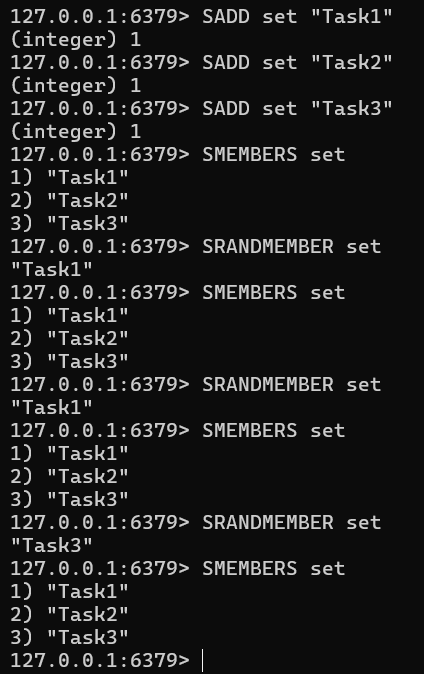 127.0.0.1:6379> SADD set "Task1"
(integer) 1
127.0.0.1:6379> SADD set "Task2"
(integer) 1
127.0.0.1:6379> SADD set "Task3"
(integer) 1
127.0.0.1:6379> SMEMBERS set
1) "Task1"
2) "Task2"
3) "Task3"
127.0.0.1:6379> SRANDMEMBER set
"Task1"
127.0.0.1:6379> SMEMBERS set
1) "Task1"
2) "Task2"
3) "Task3"
127.0.0.1:6379> SRANDMEMBER set
"Task1"
127.0.0.1:6379> SMEMBERS set
1) "Task1"
2) "Task2"
3) "Task3"
127.0.0.1:6379> SRANDMEMBER set
"Task3"
127.0.0.1:6379> SMEMBERS set
1) "Task1"
2) "Task2"
3) "Task3"
127.0.0.1:6379>